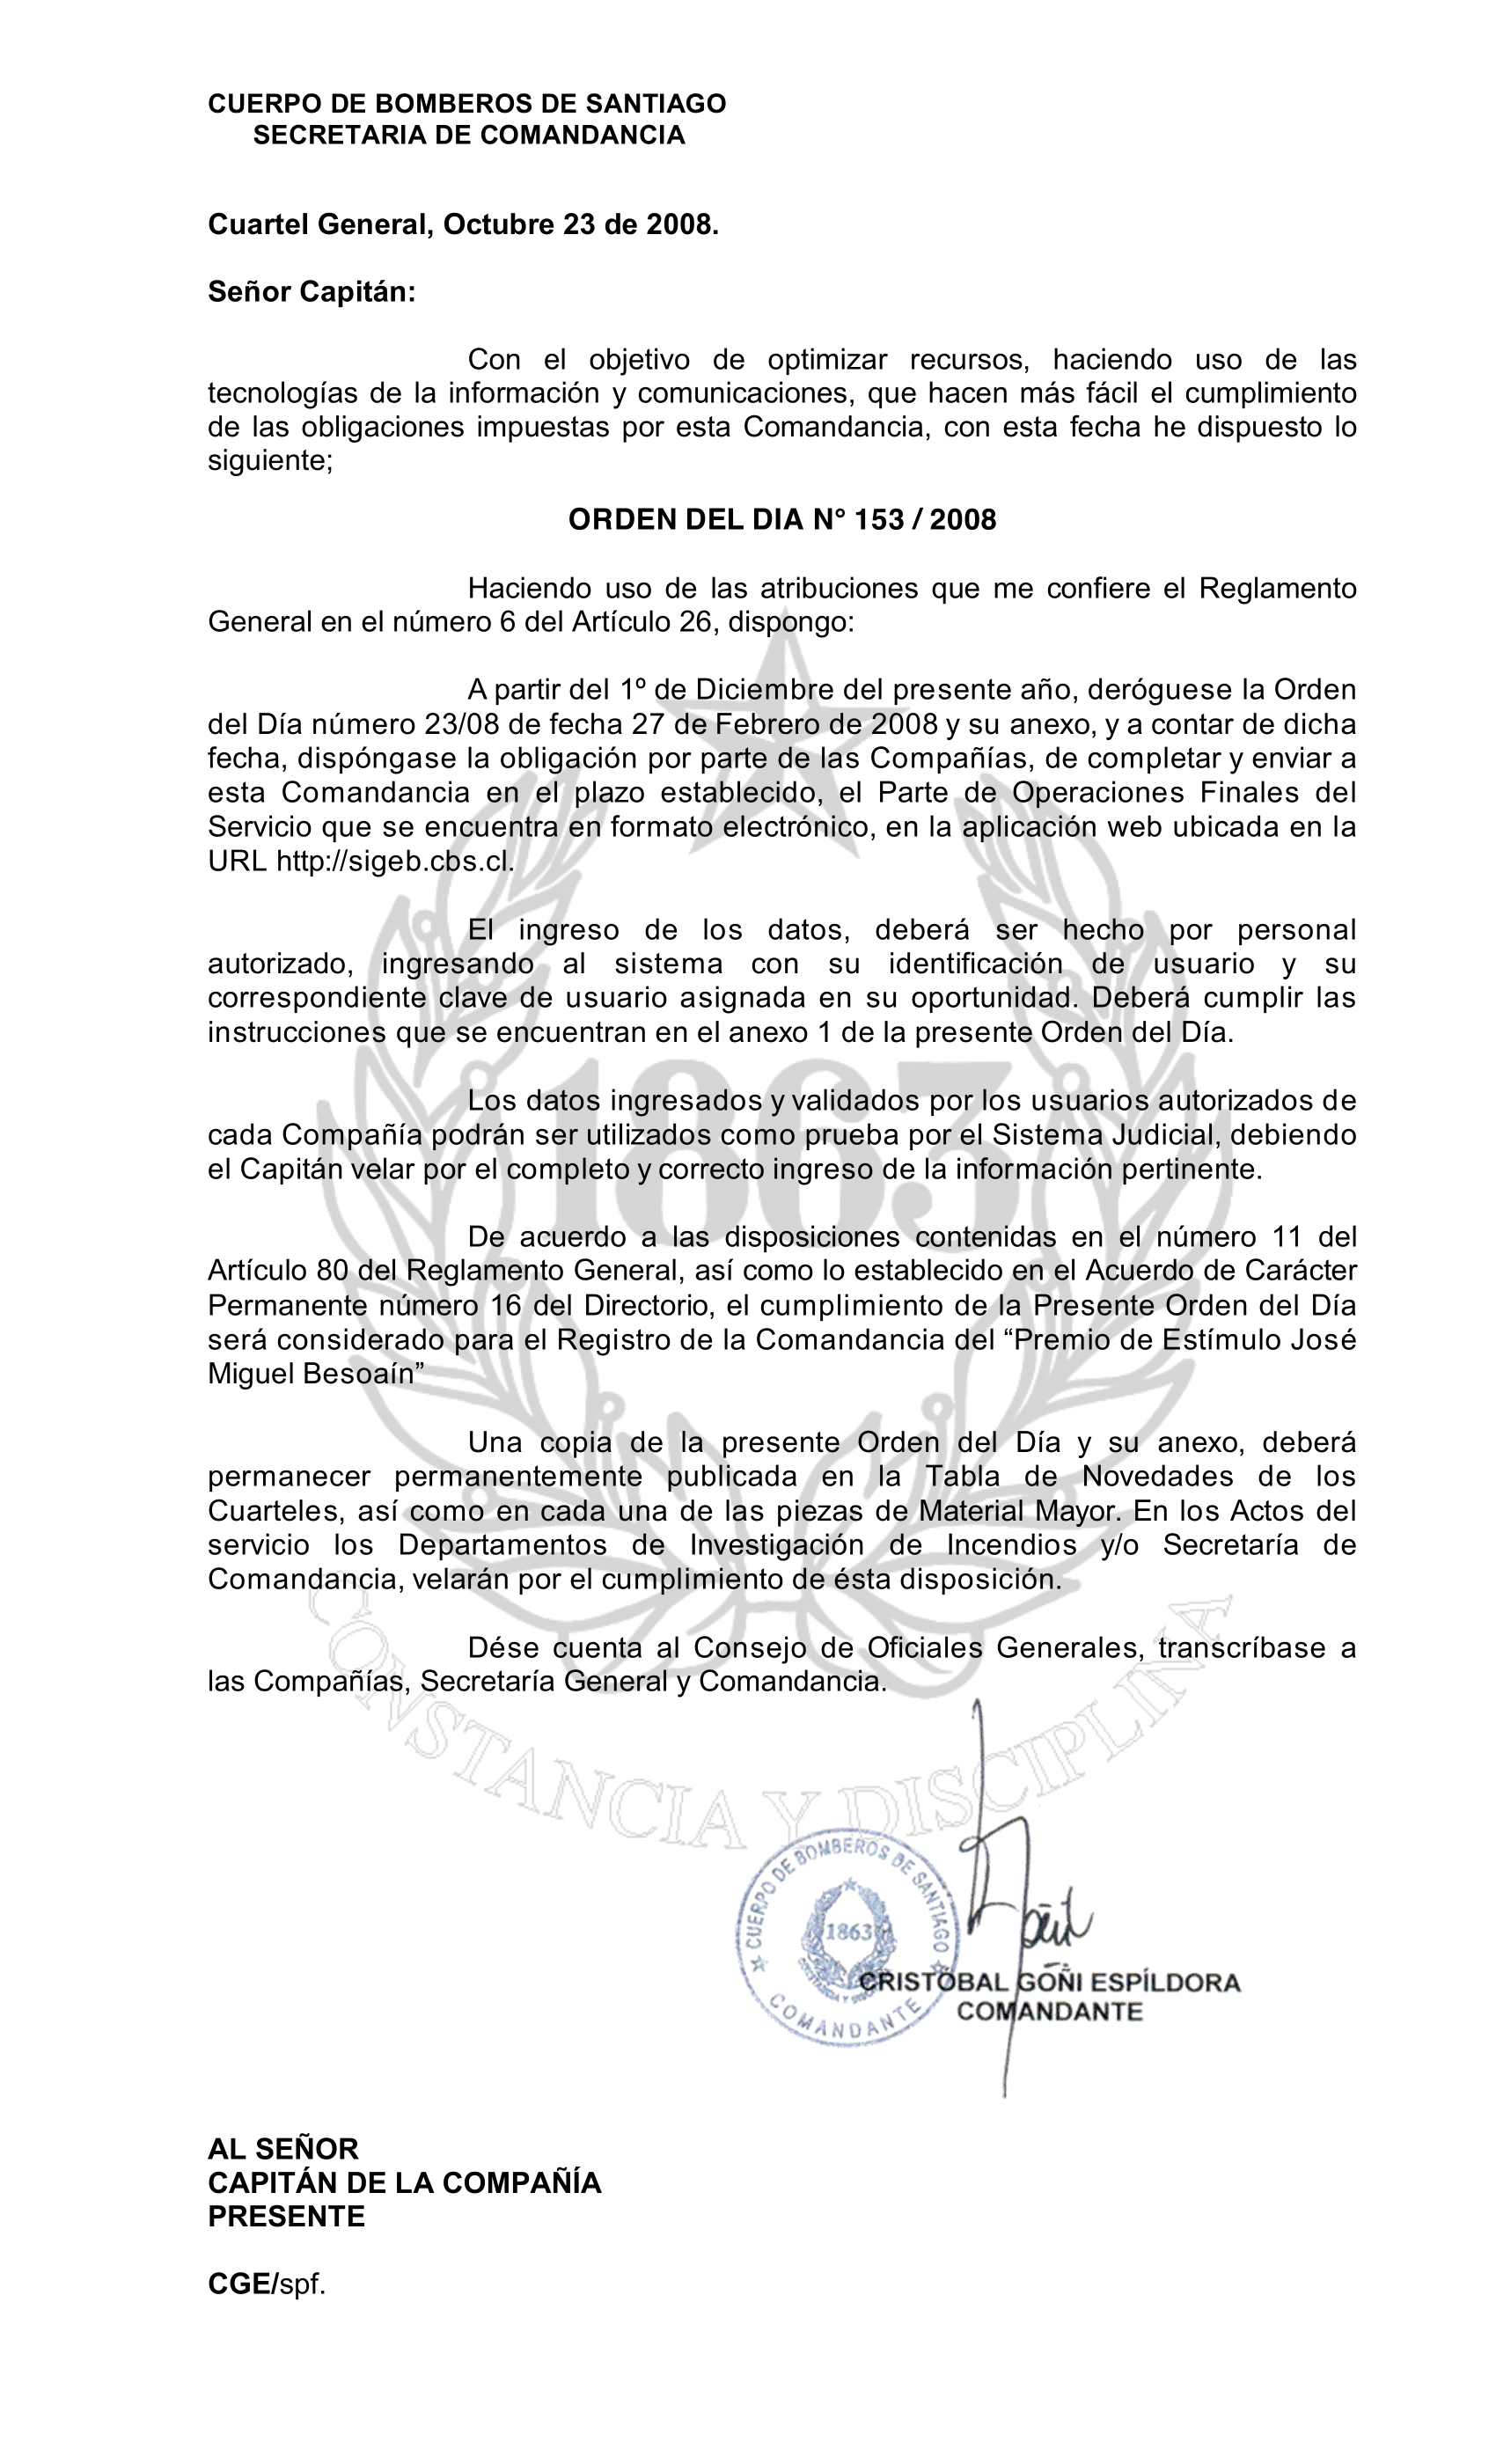 CUERPO DE BOMBEROS DE SANTIAGO
SECRETARIA DE COMANDANCIA
Cuartel General, Octubre 23 de 2008.
Señor Capitán:
Con el objetivo de optimizar recursos, haciendo uso de las
tecnologías de la información y comunicaciones, que hacen más fácil el cumplimiento
de las obligaciones impuestas por esta Comandancia, con esta fecha he dispuesto lo
siguiente;
ORDEN DEL DIA N° 153 / 2008
Haciendo uso de las atribuciones que me confiere el Reglamento
General en el número 6 del Artículo 26, dispongo:
A partir del 1º de Diciembre del presente año, deróguese la Orden
del Día número 23/08 de fecha 27 de Febrero de 2008 y su anexo, y a contar de dicha
fecha, dispóngase la obligación por parte de las Compañías, de completar y enviar a
esta Comandancia en el plazo establecido, el Parte de Operaciones Finales del
Servicio que se encuentra en formato electrónico, en la aplicación web ubicada en la
URL http://sigeb.cbs.cl.
El ingreso de los datos, deberá ser hecho por personal
autorizado, ingresando al sistema con su identificación de usuario y su
correspondiente clave de usuario asignada en su oportunidad. Deberá cumplir las
instrucciones que se encuentran en el anexo 1 de la presente Orden del Día.
1863
Los datos ingresados y validados por los usuarios autorizados de
cada Compañía podrán ser utilizados como prueba por el Sistema Judicial, debiendo
el Capitán velar por el completo y correcto ingreso de la información pertinente.
De acuerdo a las disposiciones contenidas en el número 11 del
Artículo 80 del Reglamento General, así como lo establecido en el Acuerdo de Carácter
Permanente número 16 del Directorio, el cumplimiento de la Presente Orden del Día
será considerado para el Registro de la Comandancia del “Premio de Estímulo José
Miguel Besoaín”
Una copia de la presente Orden del Día y su anexo, deberá
permanecer permanentemente publicada en la Tabla de Novedades de los
Cuarteles, así como en cada una de las piezas de Material Mayor. En los Actos del
servicio los Departamentos de Investigación de Incendios y/o Secretaría de
Comandancia, velarán por el cumplimiento de ésta disposición.
Dése cuenta al Consejo de Oficiales Generales, transcríbase a
las Compañías, Secretaría General y Comandancia.
CONSTANCIA Y DISCIPLINA
CUERPO DE BOMBEROS DE SANTIAGO
1863
CONSTANCIA Y DISCIPLINA
COMANDANTE
CRISTÓBAL GOÑI ESPÍLDORA
COMANDANTE
AL SEÑOR
CAPITÁN DE LA COMPAÑÍA
PRESENTE
CGE/spf.